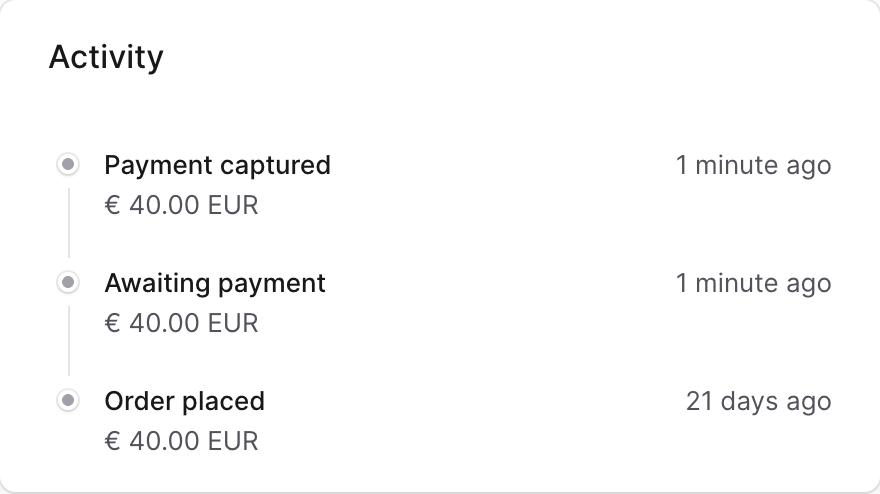 Activity
Payment captured 1 minute ago
€ 40.00 EUR
Awaiting payment 1 minute ago
€ 40.00 EUR
Order placed 21 days ago
€ 40.00 EUR